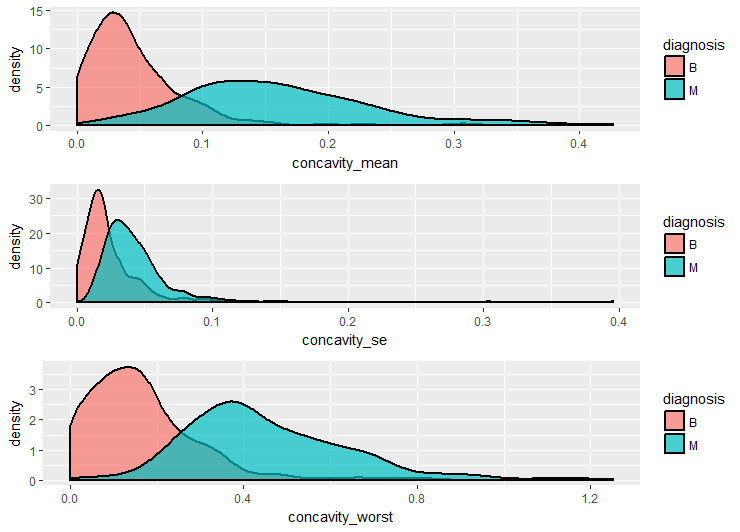 15
10
5
0
density
0.0 0.1 0.2 0.3 0.4
concavity_mean
diagnosis
B
M
30
20
10
0
density
0.0 0.1 0.2 0.3 0.4
concavity_se
diagnosis
B
M
3
2
1
0
density
0.0 0.4 0.8 1.2
concavity_worst
diagnosis
B
M